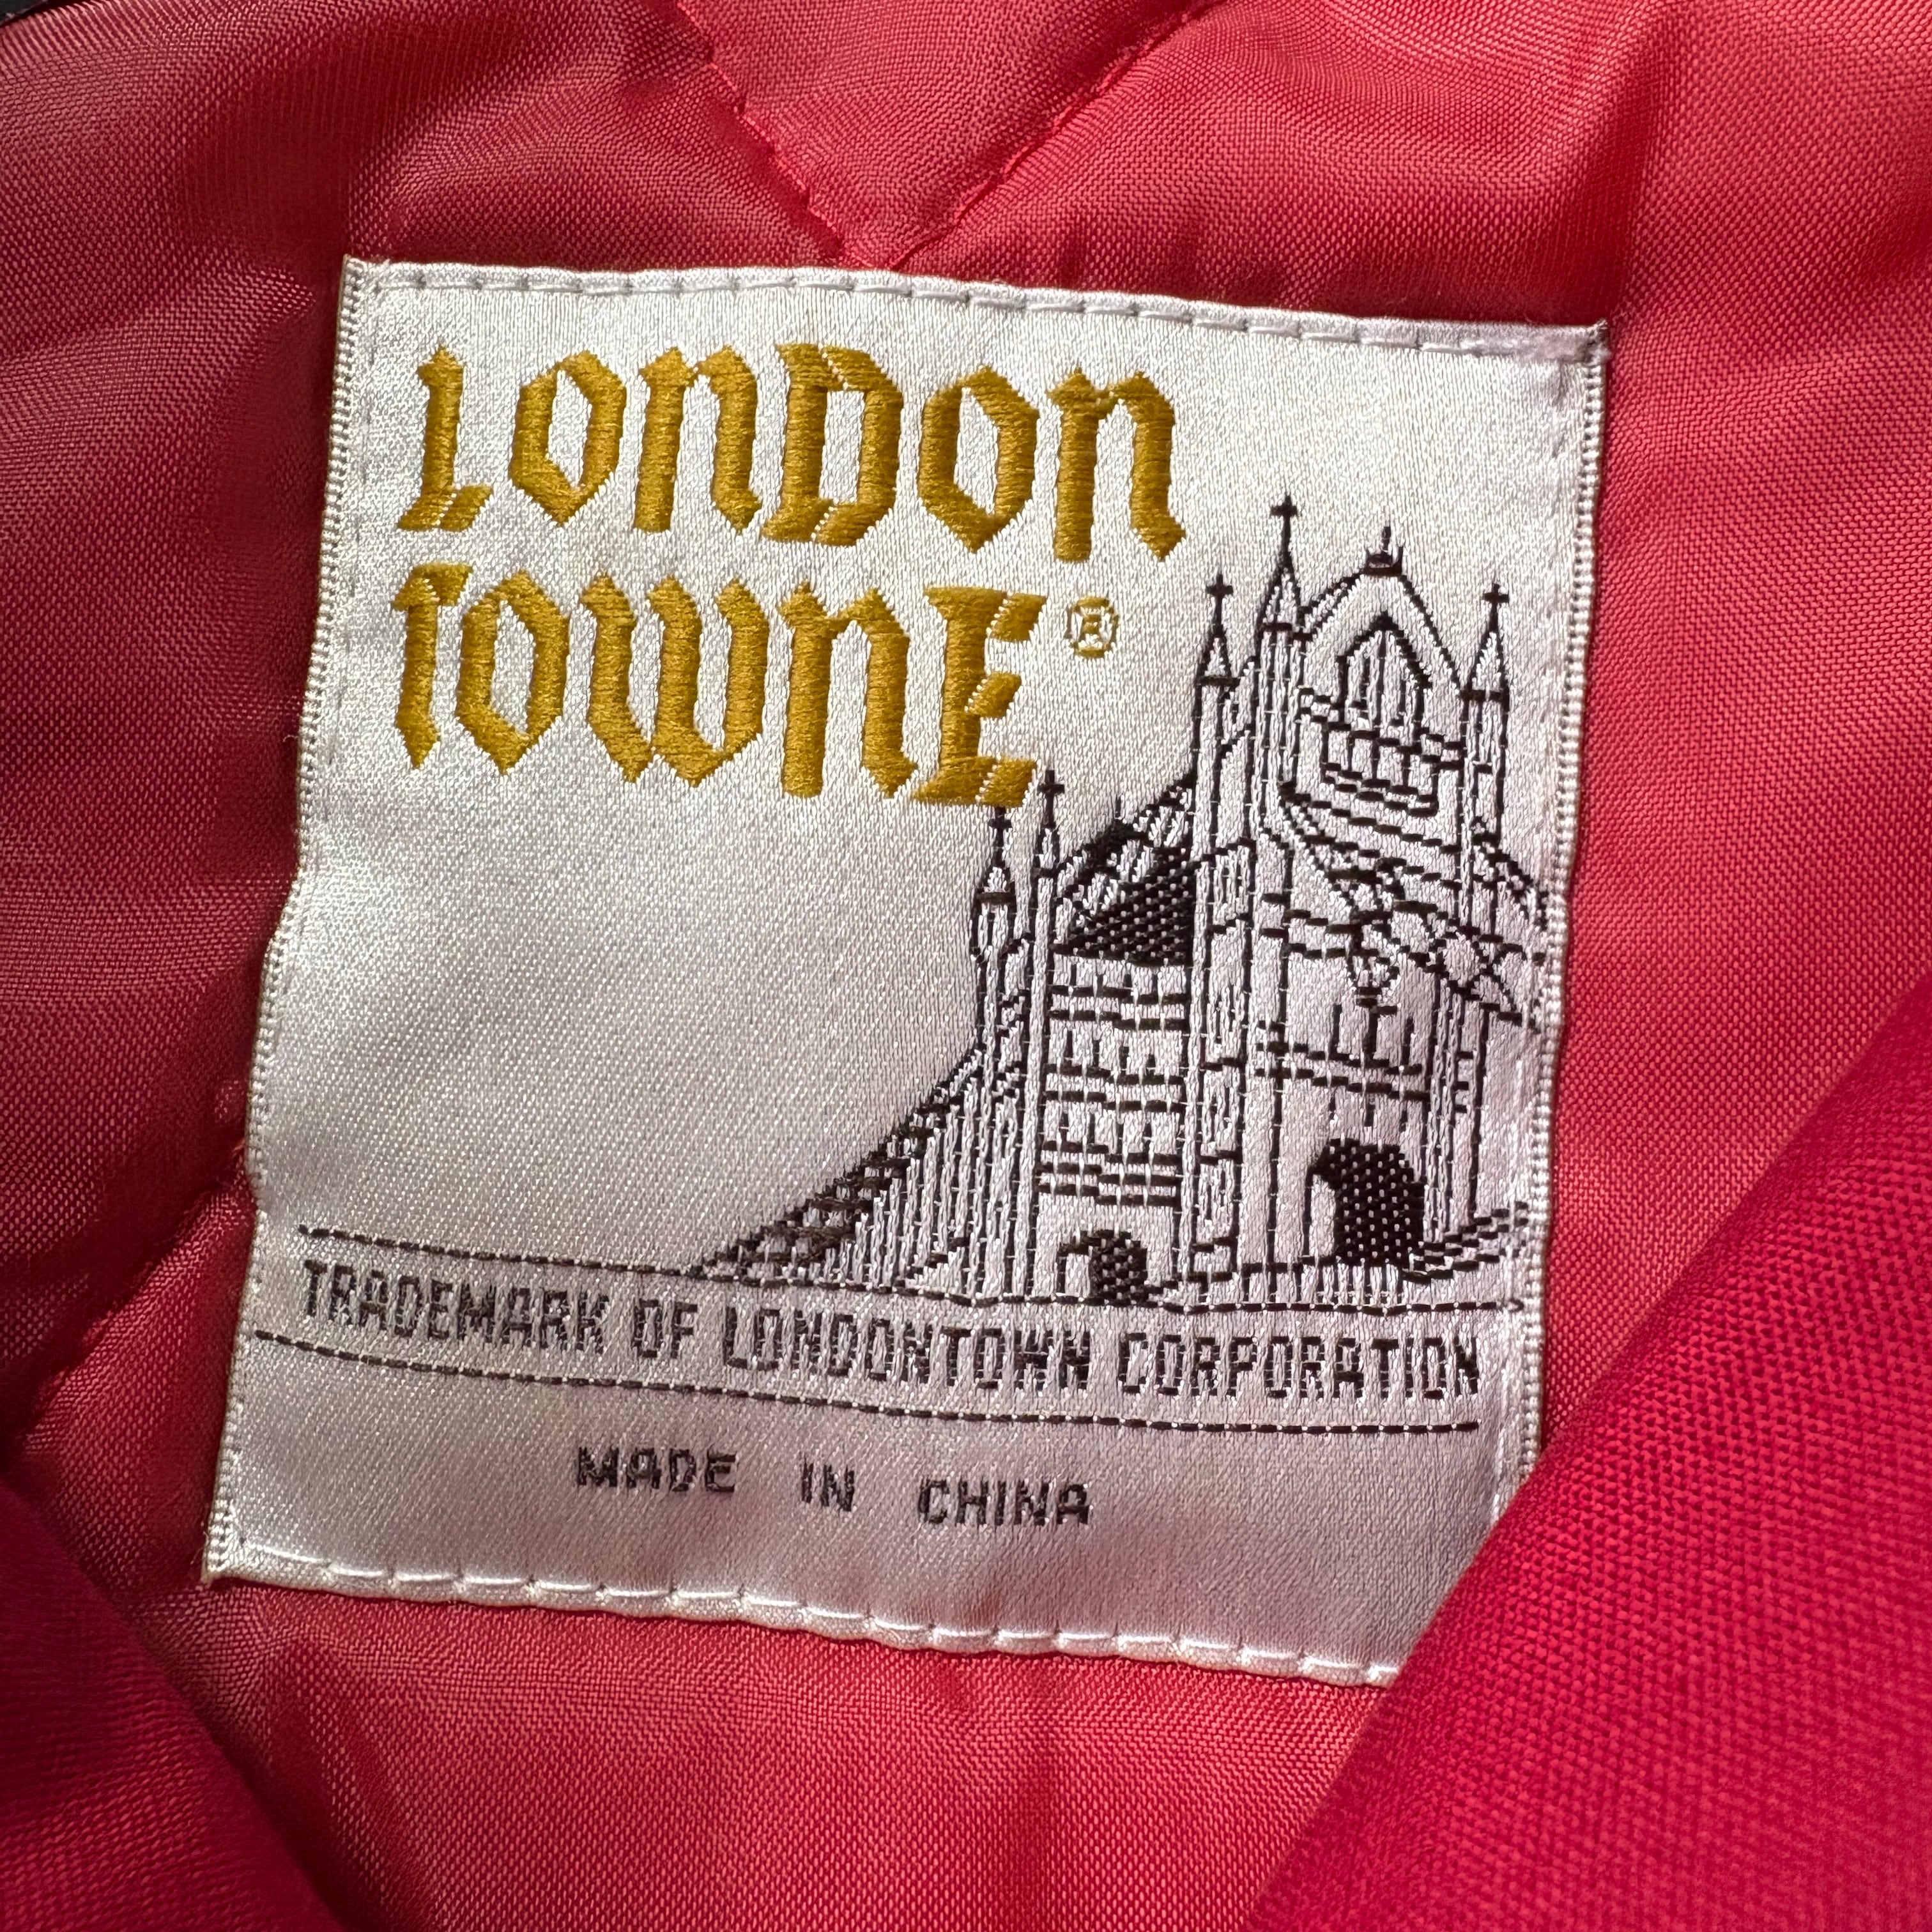 LONDON
TOWNE®
TRADEMARK OF LONDONTOWN CORPORATION
MADE IN CHINA